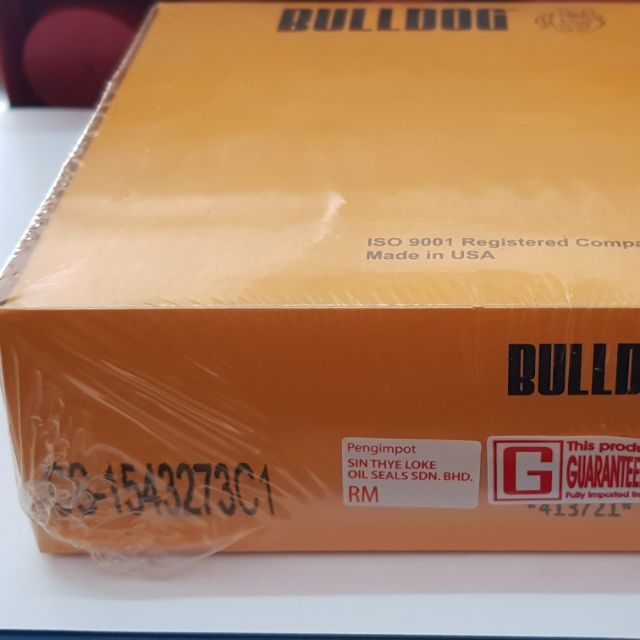 BULLDOG
ISO 9001 Registered Compa
Made in USA
BULLD
-1543273C1
Pengimpot
SIN THYE LOKE
OIL SEALS SDN. BHD.
RM
G
This produ
GUARANTEE
Fully Imported fr
*413/21*